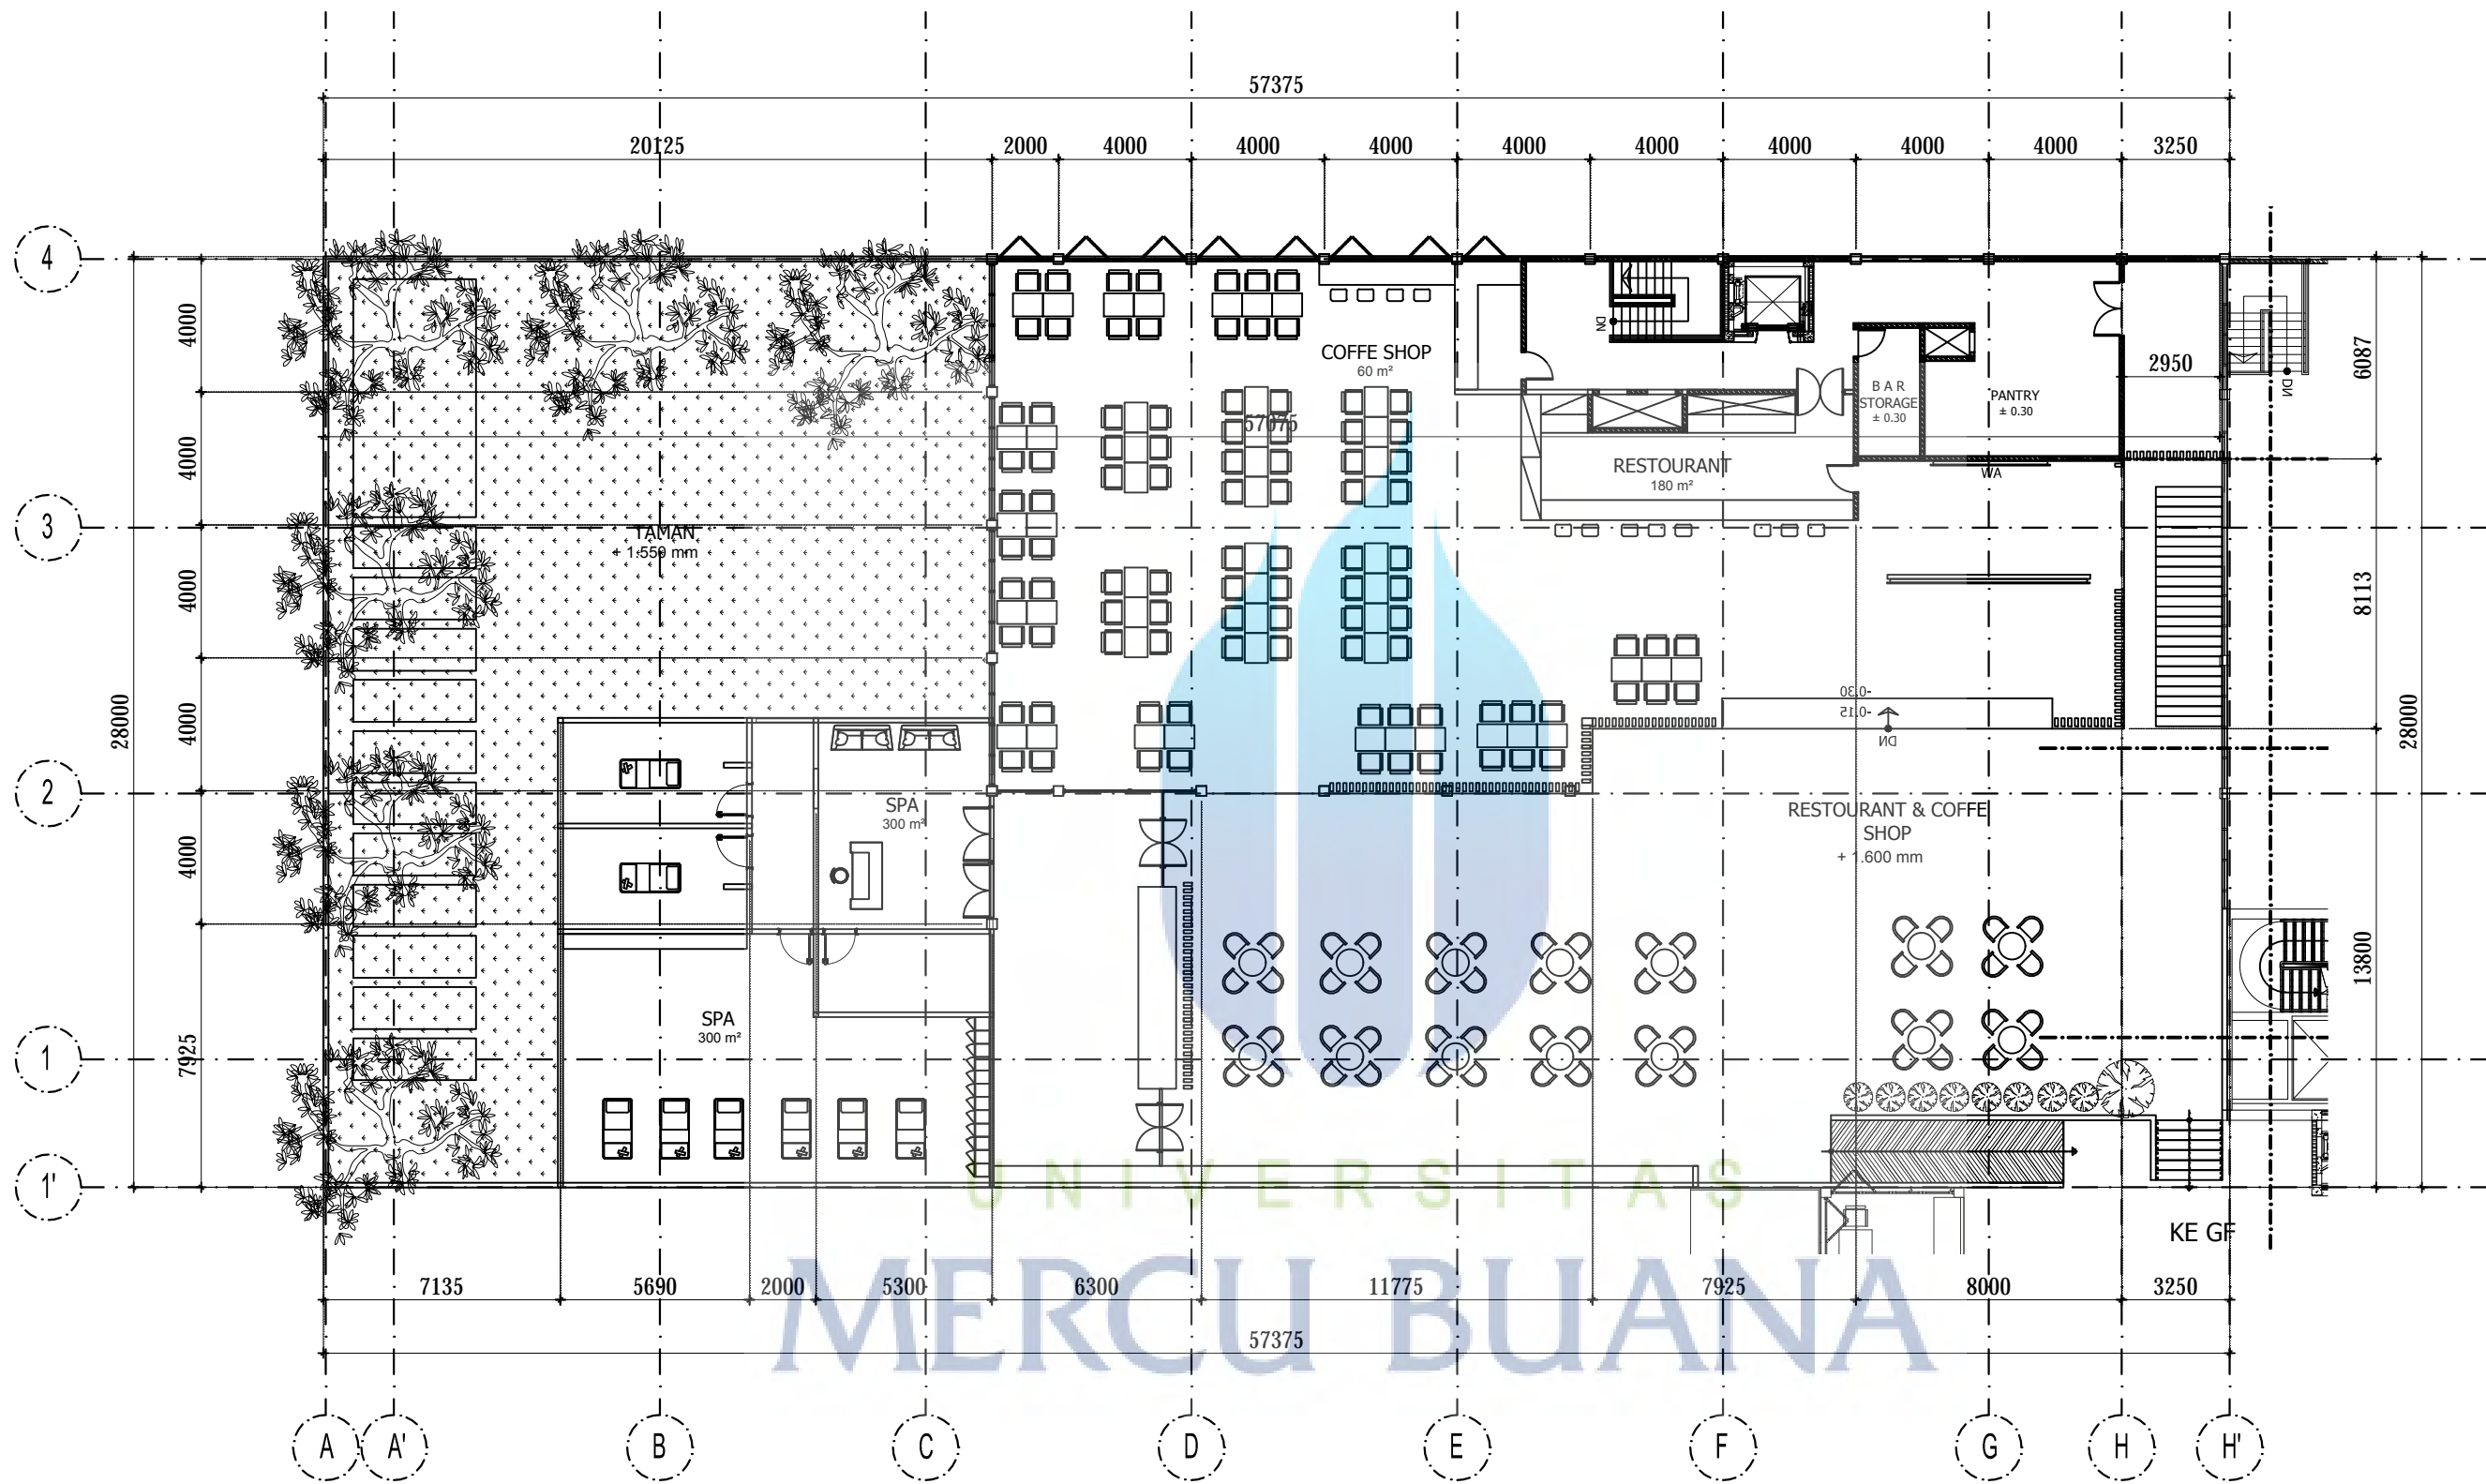 57375
20125 2000 4000 4000 4000 4000 4000 4000 4000 4000 3250
4
4000
COFFE SHOP
60 m²
DN
6087
2950
DN
BAR
STORAGE
± 0.30
PANTRY
± 0.30
57075
4000
RESTOURANT
180 m²
WA
3
TAMAN
+ 1.550 mm
4000
8113
28000
4000
-0.30
-0.15
DN
28000
2
SPA
300 m²
RESTOURANT & COFFE
SHOP
+ 1.600 mm
4000
13800
SPA
300 m²
1
7925
1'
UNIVERSITAS
KE GF
MERCU BUANA
7135 5690 2000 5300 6300 11775 7925 8000 3250
57375
A A' B C D E F G H H'